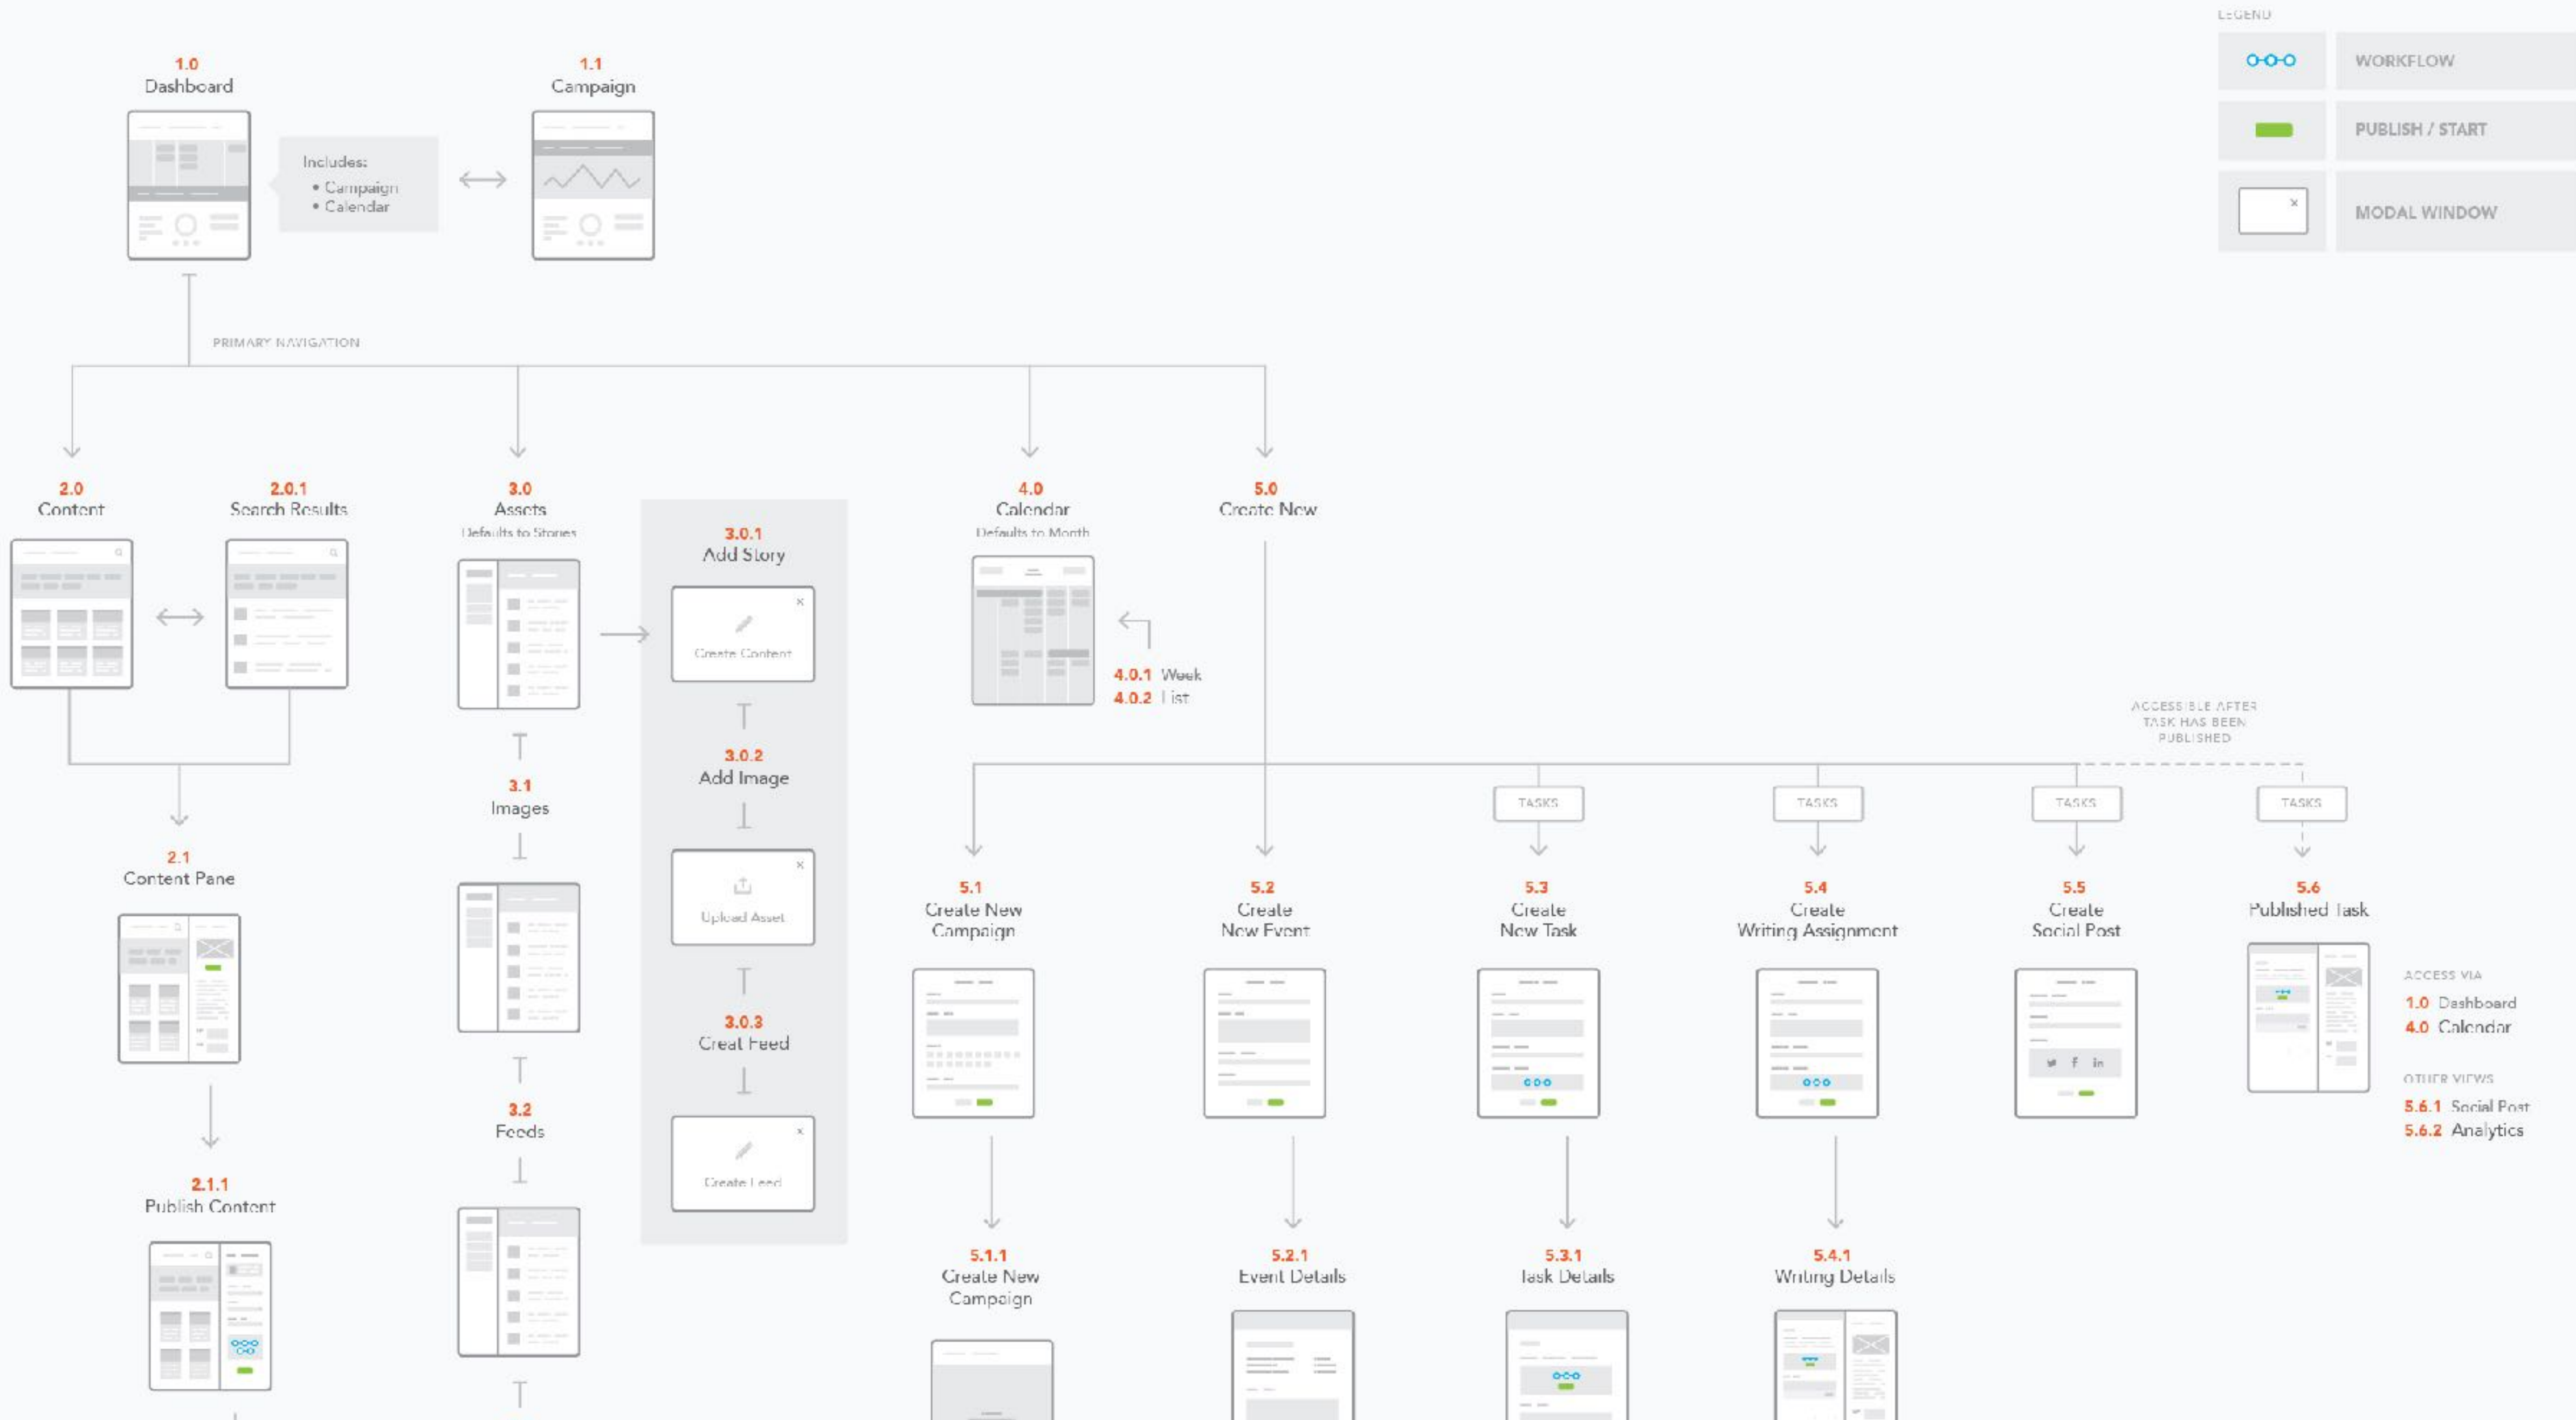 LEGEND
WORKFLOW
PUBLISH / START
MODAL WINDOW
1.0
Dashboard
Includes:
• Campaign
• Calendar
1.1
Campaign
PRIMARY NAVIGATION
2.0
Content
2.0.1
Search Results
3.0
Assets
Defaults to Stories
3.0.1
Add Story
Create Content
3.0.2
Add Image
Upload Asset
3.0.3
Creat Feed
Create Feed
3.1
Images
3.2
Feeds
4.0
Calendar
Defaults to Month
4.0.1 Week
4.0.2 List
5.0
Create New
2.1
Content Pane
2.1.1
Publish Content
ACCESSIBLE AFTER
TASK HAS BEEN
PUBLISHED
TASKS
TASKS
TASKS
TASKS
5.1
Create New
Campaign
5.2
Create
New Event
5.3
Create
New Task
5.4
Create
Writing Assignment
5.5
Create
Social Post
f in
5.6
Published Task
ACCESS VIA
1.0 Dashboard
4.0 Calendar
OTHER VIEWS
5.6.1 Social Post
5.6.2 Analytics
5.1.1
Create New
Campaign
5.2.1
Event Details
5.3.1
Task Details
5.4.1
Writing Details